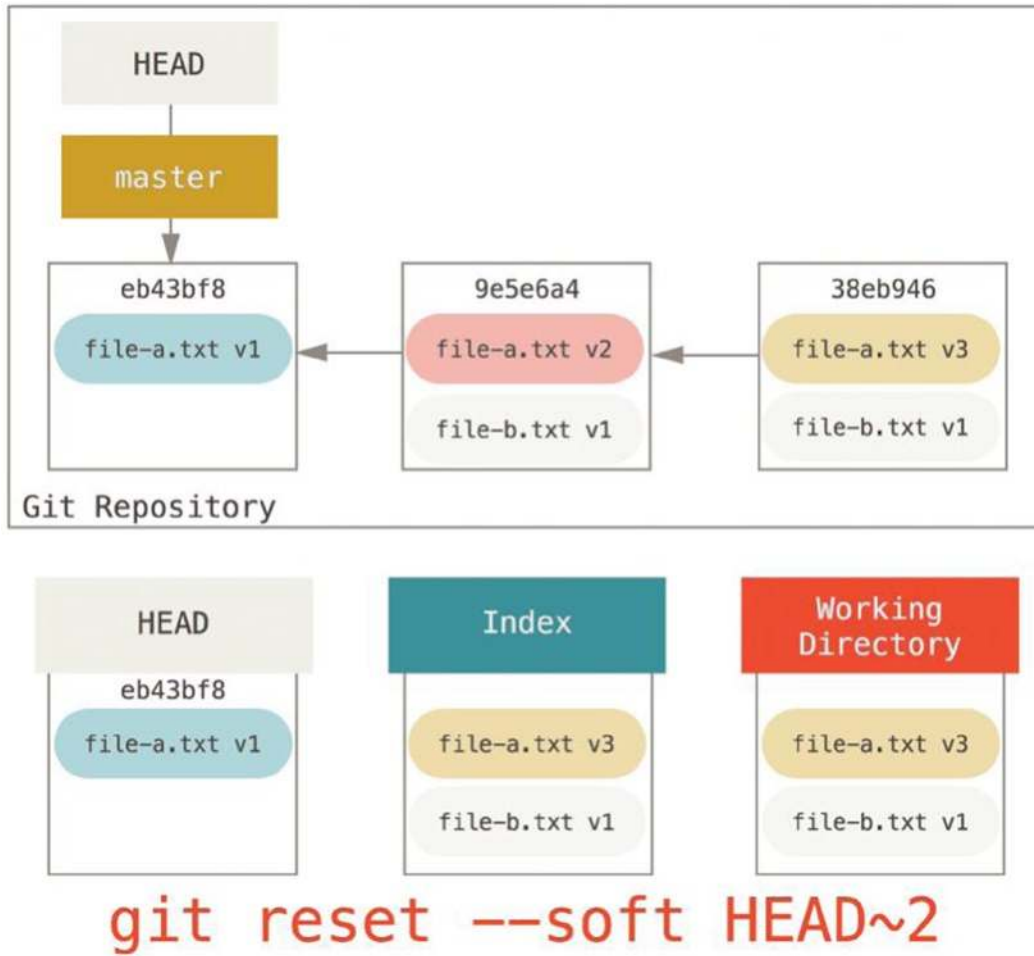 HEAD
master
eb43bf8
9e5e6a4
38eb946
file-a.txt v1
file-a.txt v2
file-a.txt v3
file-b.txt v1
file-b.txt v1
Git Repository
HEAD
Index
Working
Directory
eb43bf8
file-a.txt v1
file-a.txt v3
file-a.txt v3
file-b.txt v1
file-b.txt v1
git reset --soft HEAD~2